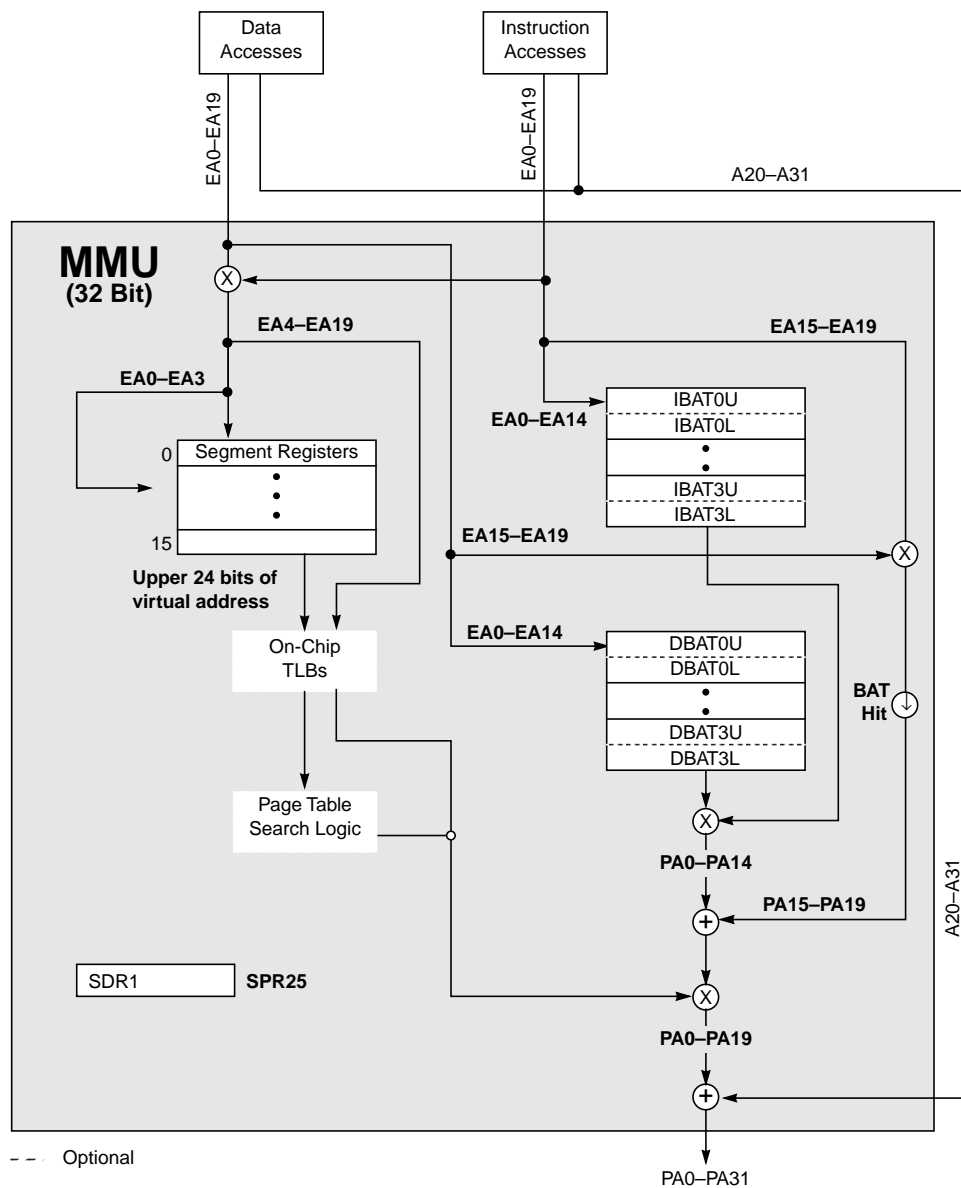 Data
Accesses
Instruction
Accesses
EA0–EA19
EA0–EA19
A20–A31
MMU
(32 Bit)
X
EA4–EA19
EA15–EA19
EA0–EA3
EA0–EA14
IBAT0U
IBAT0L
IBAT3U
IBAT3L
0
Segment Registers
15
EA15–EA19
X
Upper 24 bits of
virtual address
On-Chip
TLBs
EA0–EA14
DBAT0U
DBAT0L
DBAT3U
DBAT3L
BAT
Hit
Page Table
Search Logic
X
PA0–PA14
PA15–PA19
+
A20–A31
SDR1
SPR25
X
PA0–PA19
+
Optional
PA0–PA31